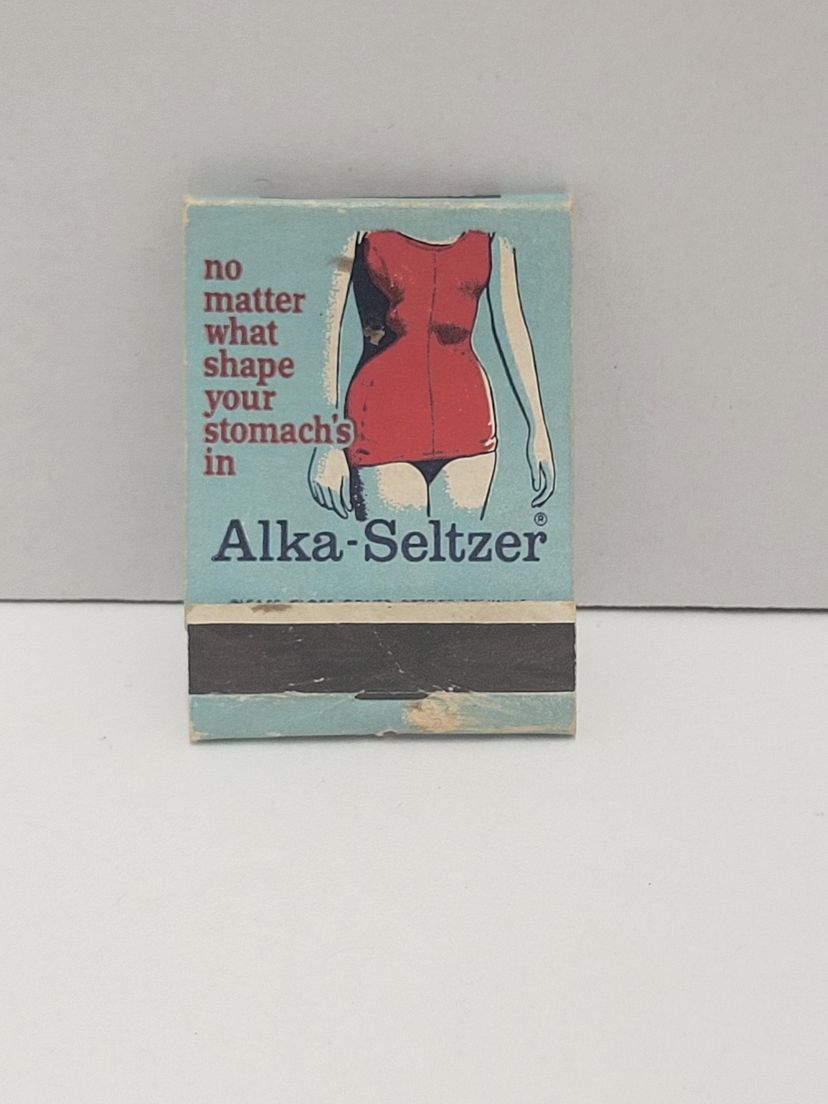 no
matter
what
shape
your
stomach's
in
Alka-Seltzer®